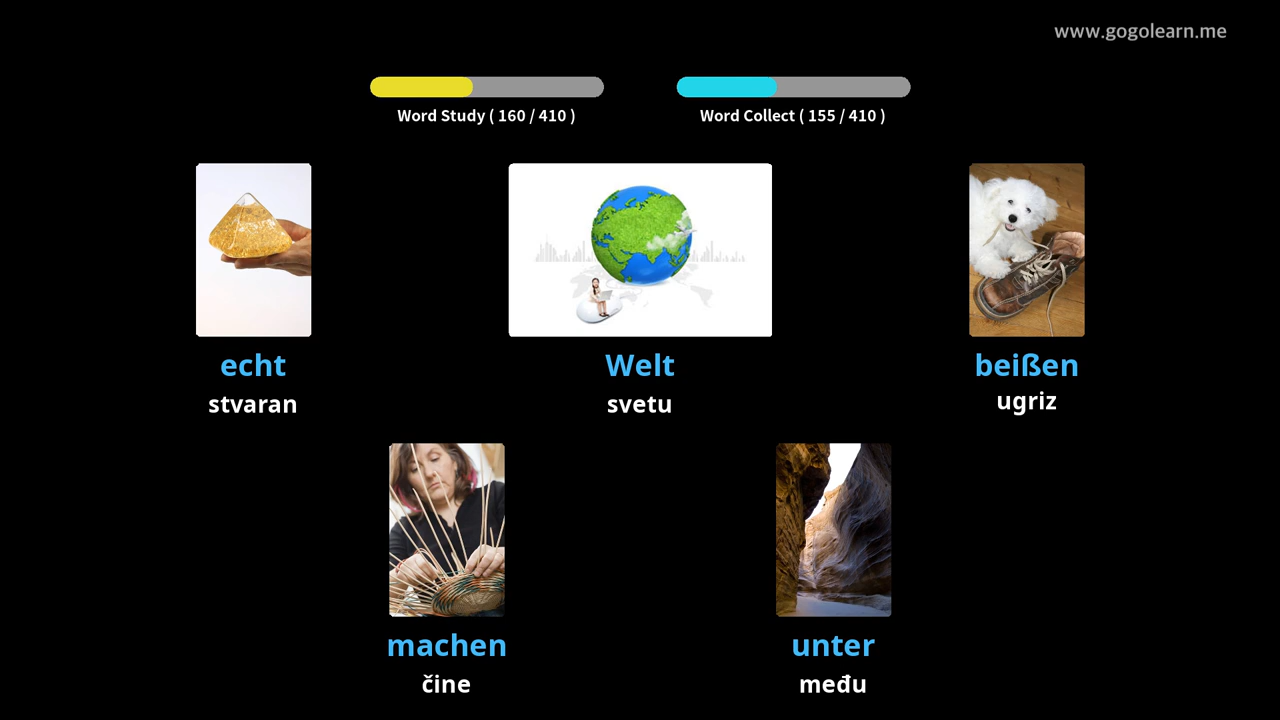 www.gogolearn.me
Word Study ( 160 / 410 )
Word Collect ( 155 / 410 )
echt
stvaran
Welt
svetu
beißen
ugriz
machen
čine
unter
među